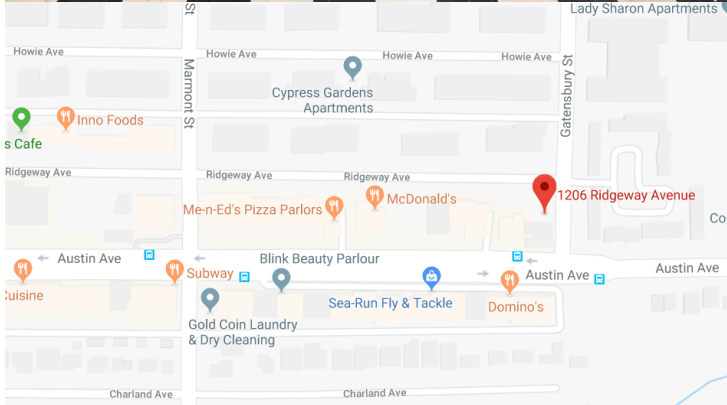 St
Lady Sharon Apartments
Howie Ave
Howie Ave
Howie Ave
Howie Ave
Marmont St
Gatensbury St
Cypress Gardens
Apartments
Inno Foods
s Cafe
Ridgeway Ave
Ridgeway Ave
Ridgeway Ave
1206 Ridgeway Avenue
McDonald's
Me-n-Ed's Pizza Parlors
Co
Austin Ave
Blink Beauty Parlour
Subway
Austin Ave
Austin Ave
Cuisine
Sea-Run Fly & Tackle
Domino's
Gold Coin Laundry
& Dry Cleaning
Charland Ave
Charland Ave